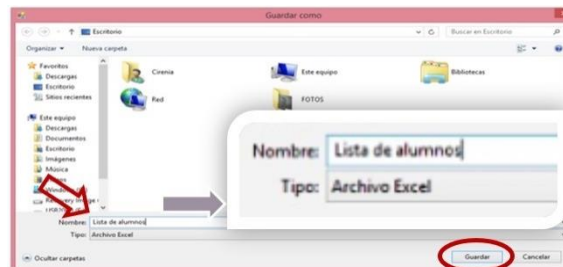 Guardar como
Escritorio
Buscar en Escritorio
Organizar Nueva carpeta
Favoritos
Descargas
Escritorio
Sitios recientes
Este equipo
Descargas
Documentos
Escritorio
Imágenes
Música
Cirenia
Este equipo
Bibliotecas
Red
FOTOS
Nombre: Lista de alumnos
Tipo: Archivo Excel
Nombre: Lista de alumnos
Tipo: Archivo Excel
Ocultar carpetas
Guardar
Cancelar